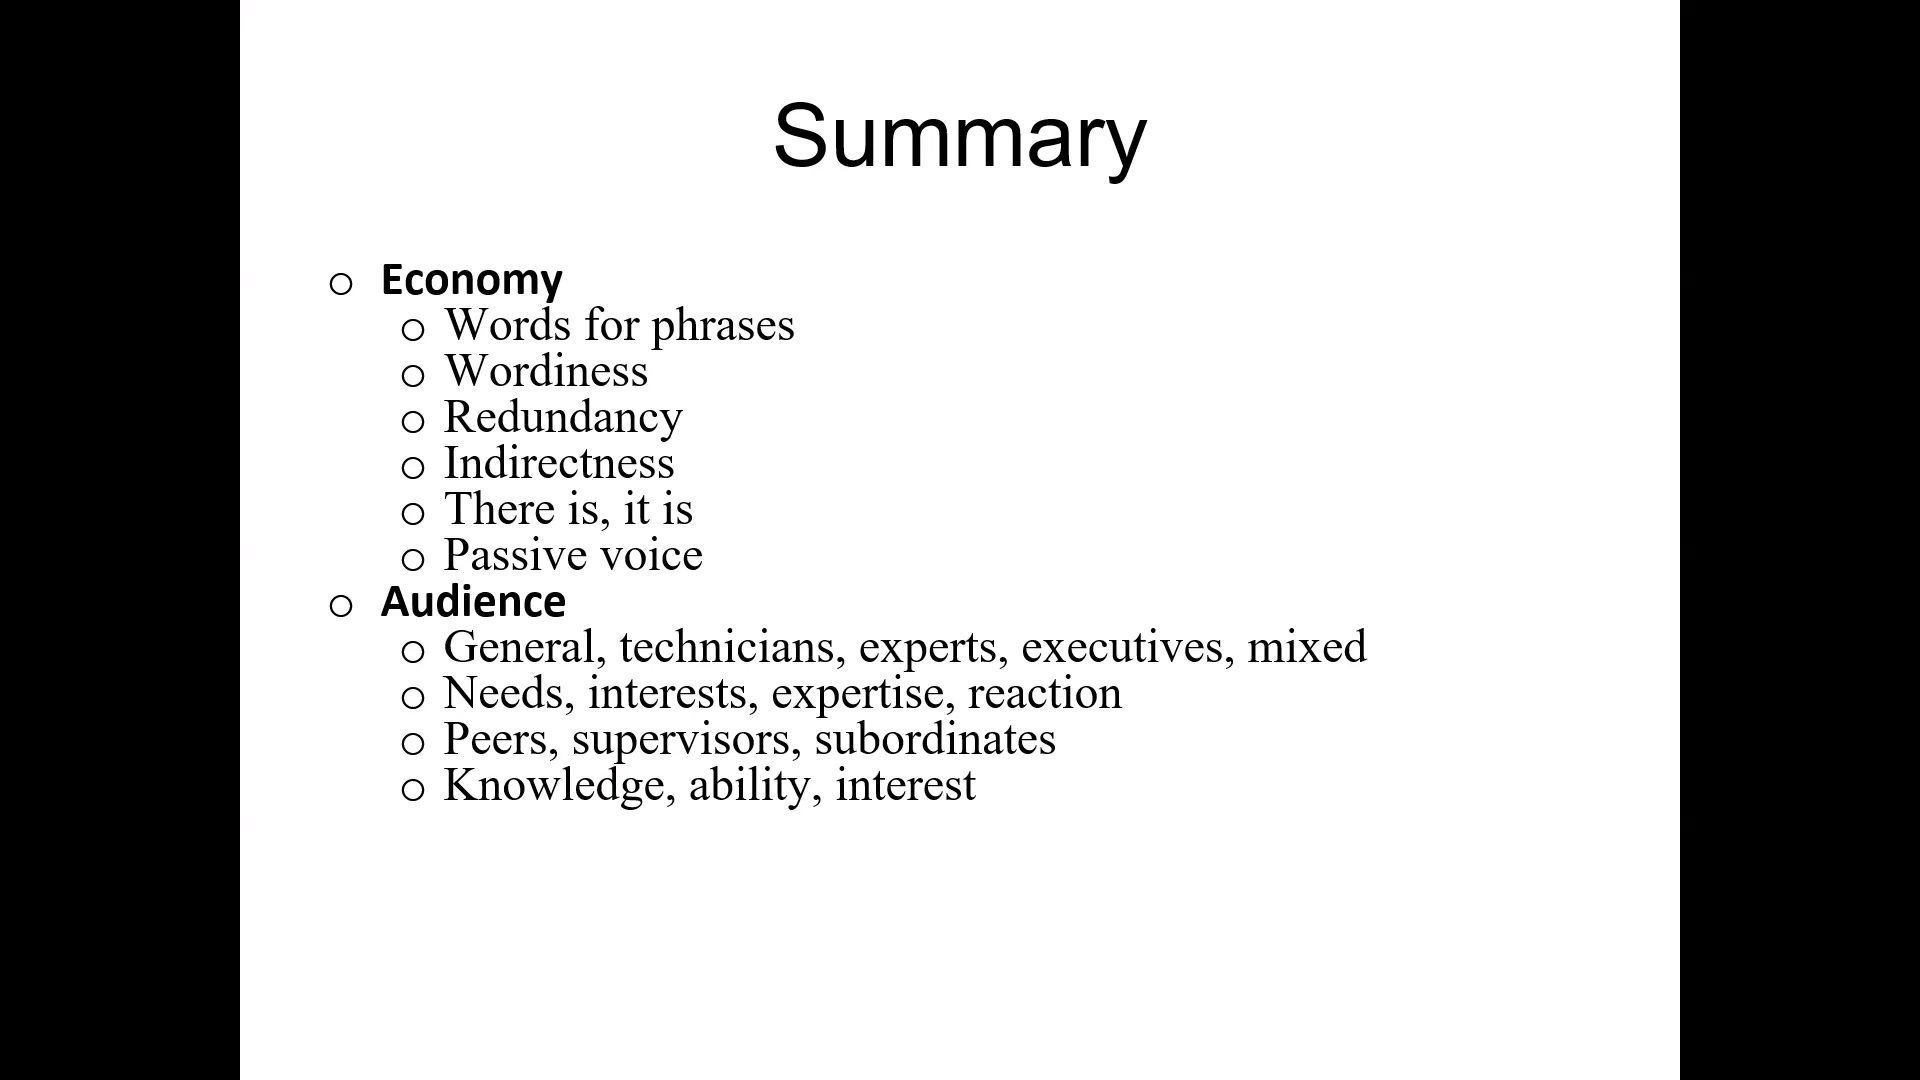 Summary
Economy
Words for phrases
Wordiness
Redundancy
Indirectness
There is, it is
Passive voice
Audience
General, technicians, experts, executives, mixed
Needs, interests, expertise, reaction
Peers, supervisors, subordinates
Knowledge, ability, interest